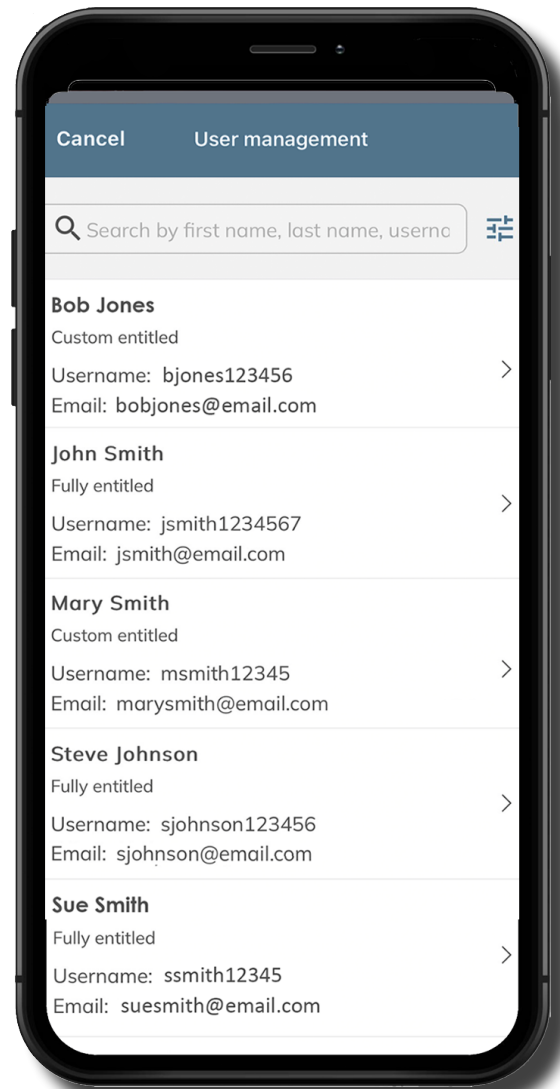 Cancel User management
Search by first name, last name, userna
Bob Jones
Custom entitled
Username: bjones123456
Email: bobjones@email.com
John Smith
Fully entitled
Username: jsmith1234567
Email: jsmith@email.com
Mary Smith
Custom entitled
Username: msmith12345
Email: marysmith@email.com
Steve Johnson
Fully entitled
Username: sjohnson123456
Email: sjohnson@email.com
Sue Smith
Fully entitled
Username: ssmith12345
Email: suesmith@email.com